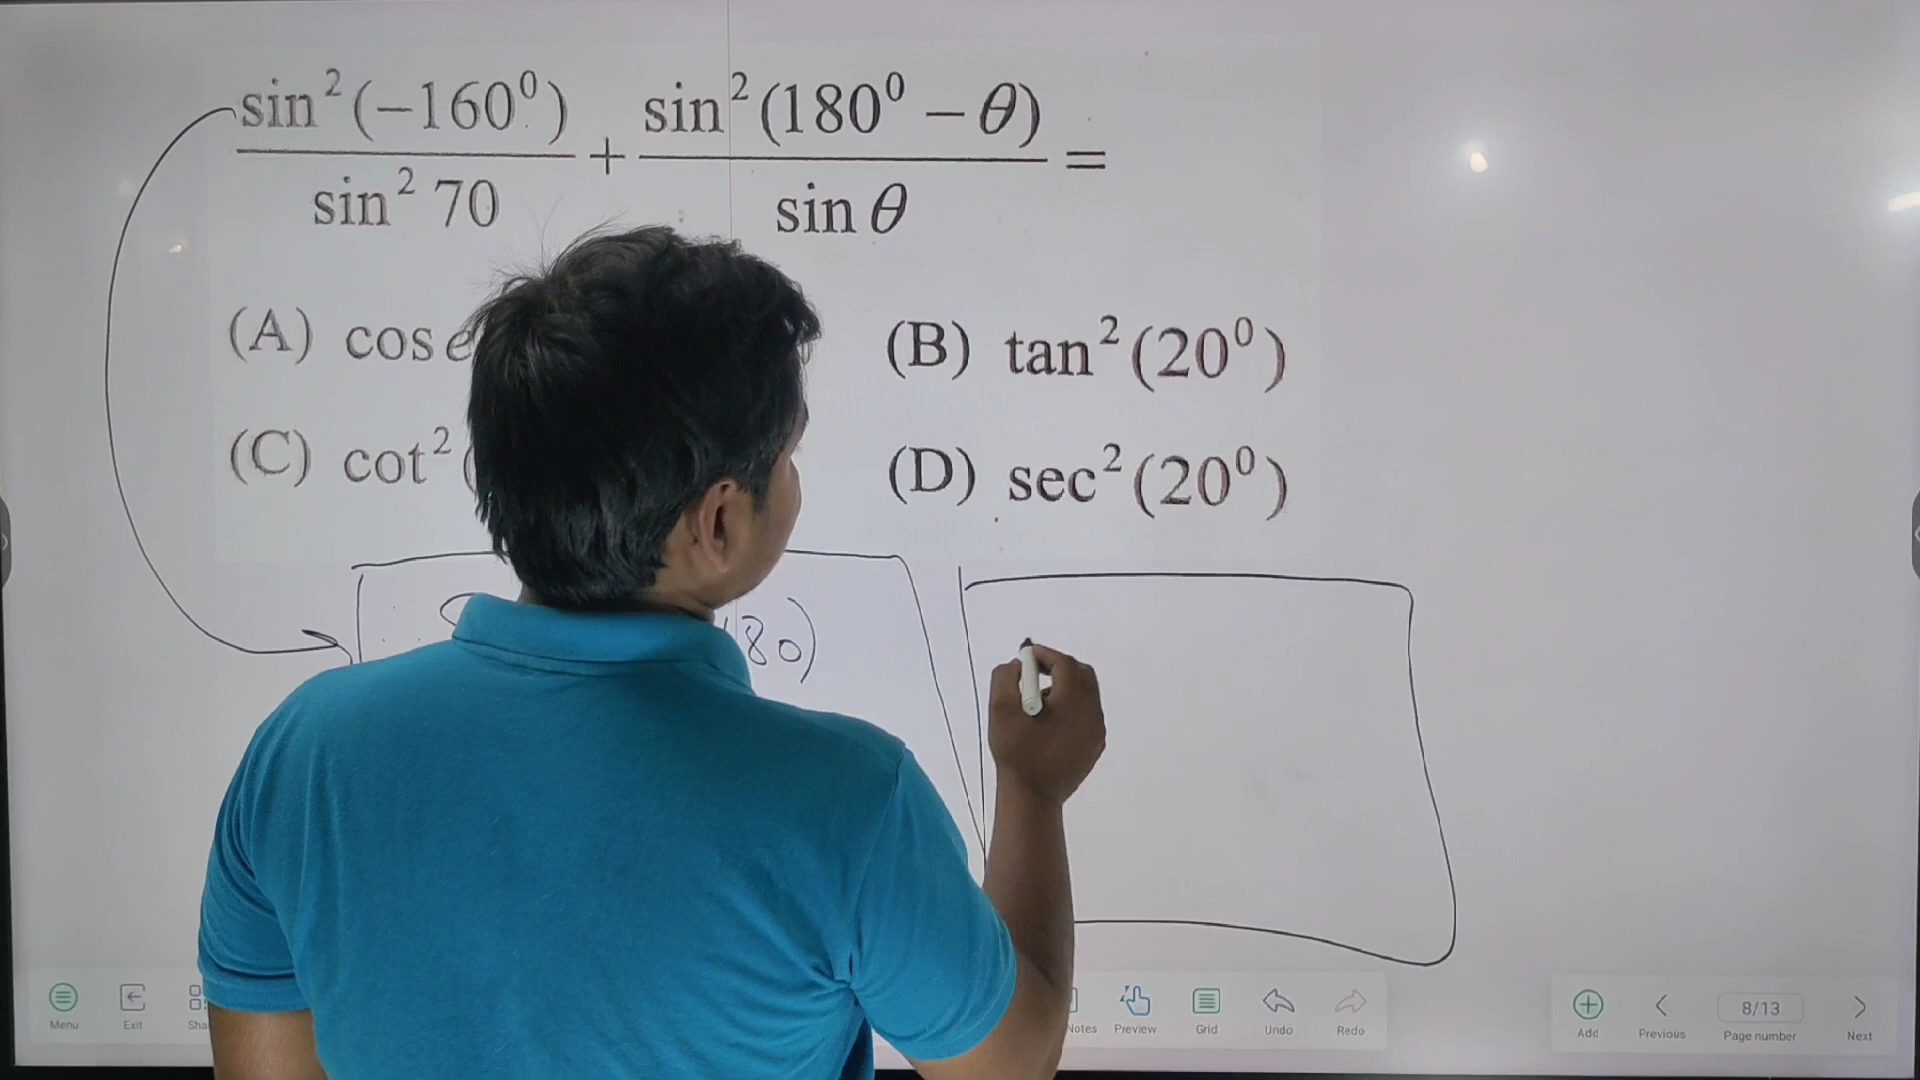 sin²(−160⁰)/sin² 70 + sin²(180⁰ − θ)/sin θ =
(A) cos e (B) tan²(20⁰)
(C) cot²( (D) sec²(20⁰)
180)
Menu Exit Notes Preview Grid Undo Redo Add Previous 8/13 Page number Next